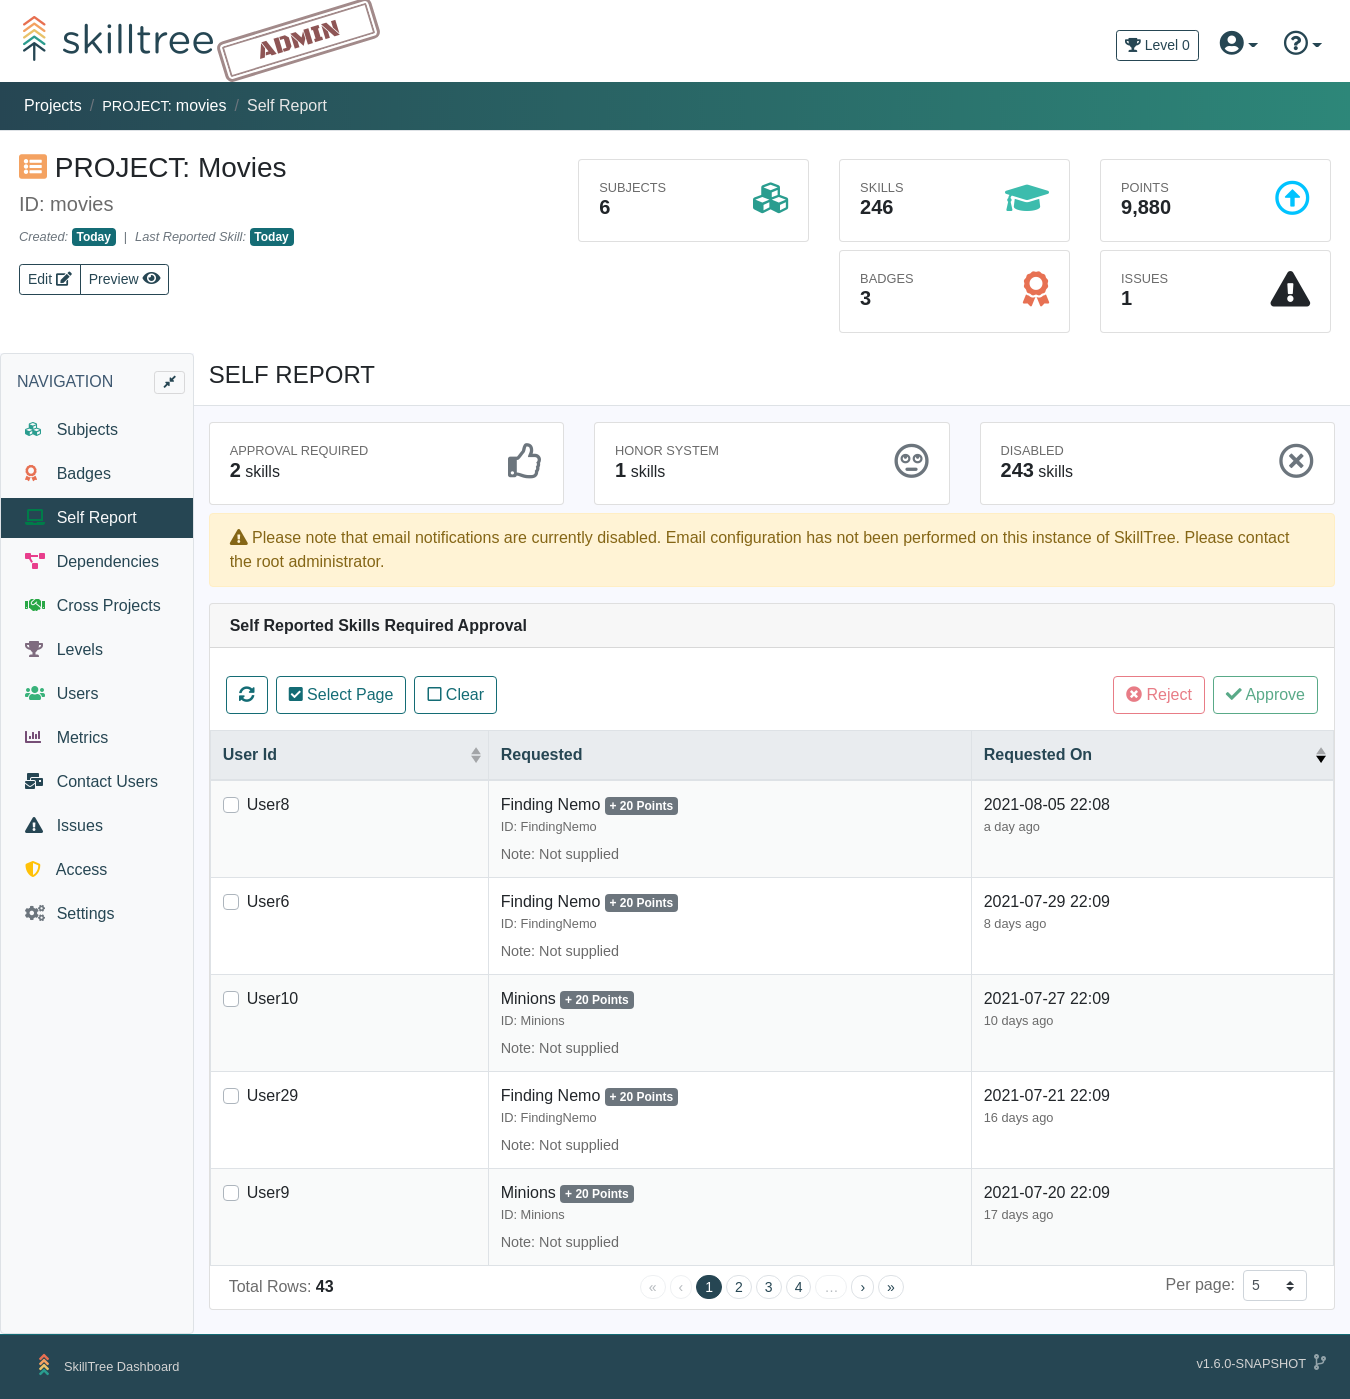 skilltree ADMIN
Level 0
Projects / PROJECT: movies / Self Report
PROJECT: Movies
ID: movies
Created: Today | Last Reported Skill: Today
Edit Preview
SUBJECTS
6
SKILLS
246
POINTS
9,880
BADGES
3
ISSUES
1
NAVIGATION
Subjects
Badges
Self Report
Dependencies
Cross Projects
Levels
Users
Metrics
Contact Users
Issues
Access
Settings
SELF REPORT
APPROVAL REQUIRED
2 skills
HONOR SYSTEM
1 skills
DISABLED
243 skills
Please note that email notifications are currently disabled. Email configuration has not been performed on this instance of SkillTree. Please contact
the root administrator.
Self Reported Skills Required Approval
Select Page Clear Reject Approve
User Id Requested Requested On
User8 Finding Nemo + 20 Points 2021-08-05 22:08
ID: FindingNemo a day ago
Note: Not supplied
User6 Finding Nemo + 20 Points 2021-07-29 22:09
ID: FindingNemo 8 days ago
Note: Not supplied
User10 Minions + 20 Points 2021-07-27 22:09
ID: Minions 10 days ago
Note: Not supplied
User29 Finding Nemo + 20 Points 2021-07-21 22:09
ID: FindingNemo 16 days ago
Note: Not supplied
User9 Minions + 20 Points 2021-07-20 22:09
ID: Minions 17 days ago
Note: Not supplied
Total Rows: 43 « ‹ 1 2 3 4 … › » Per page: 5
SkillTree Dashboard v1.6.0-SNAPSHOT